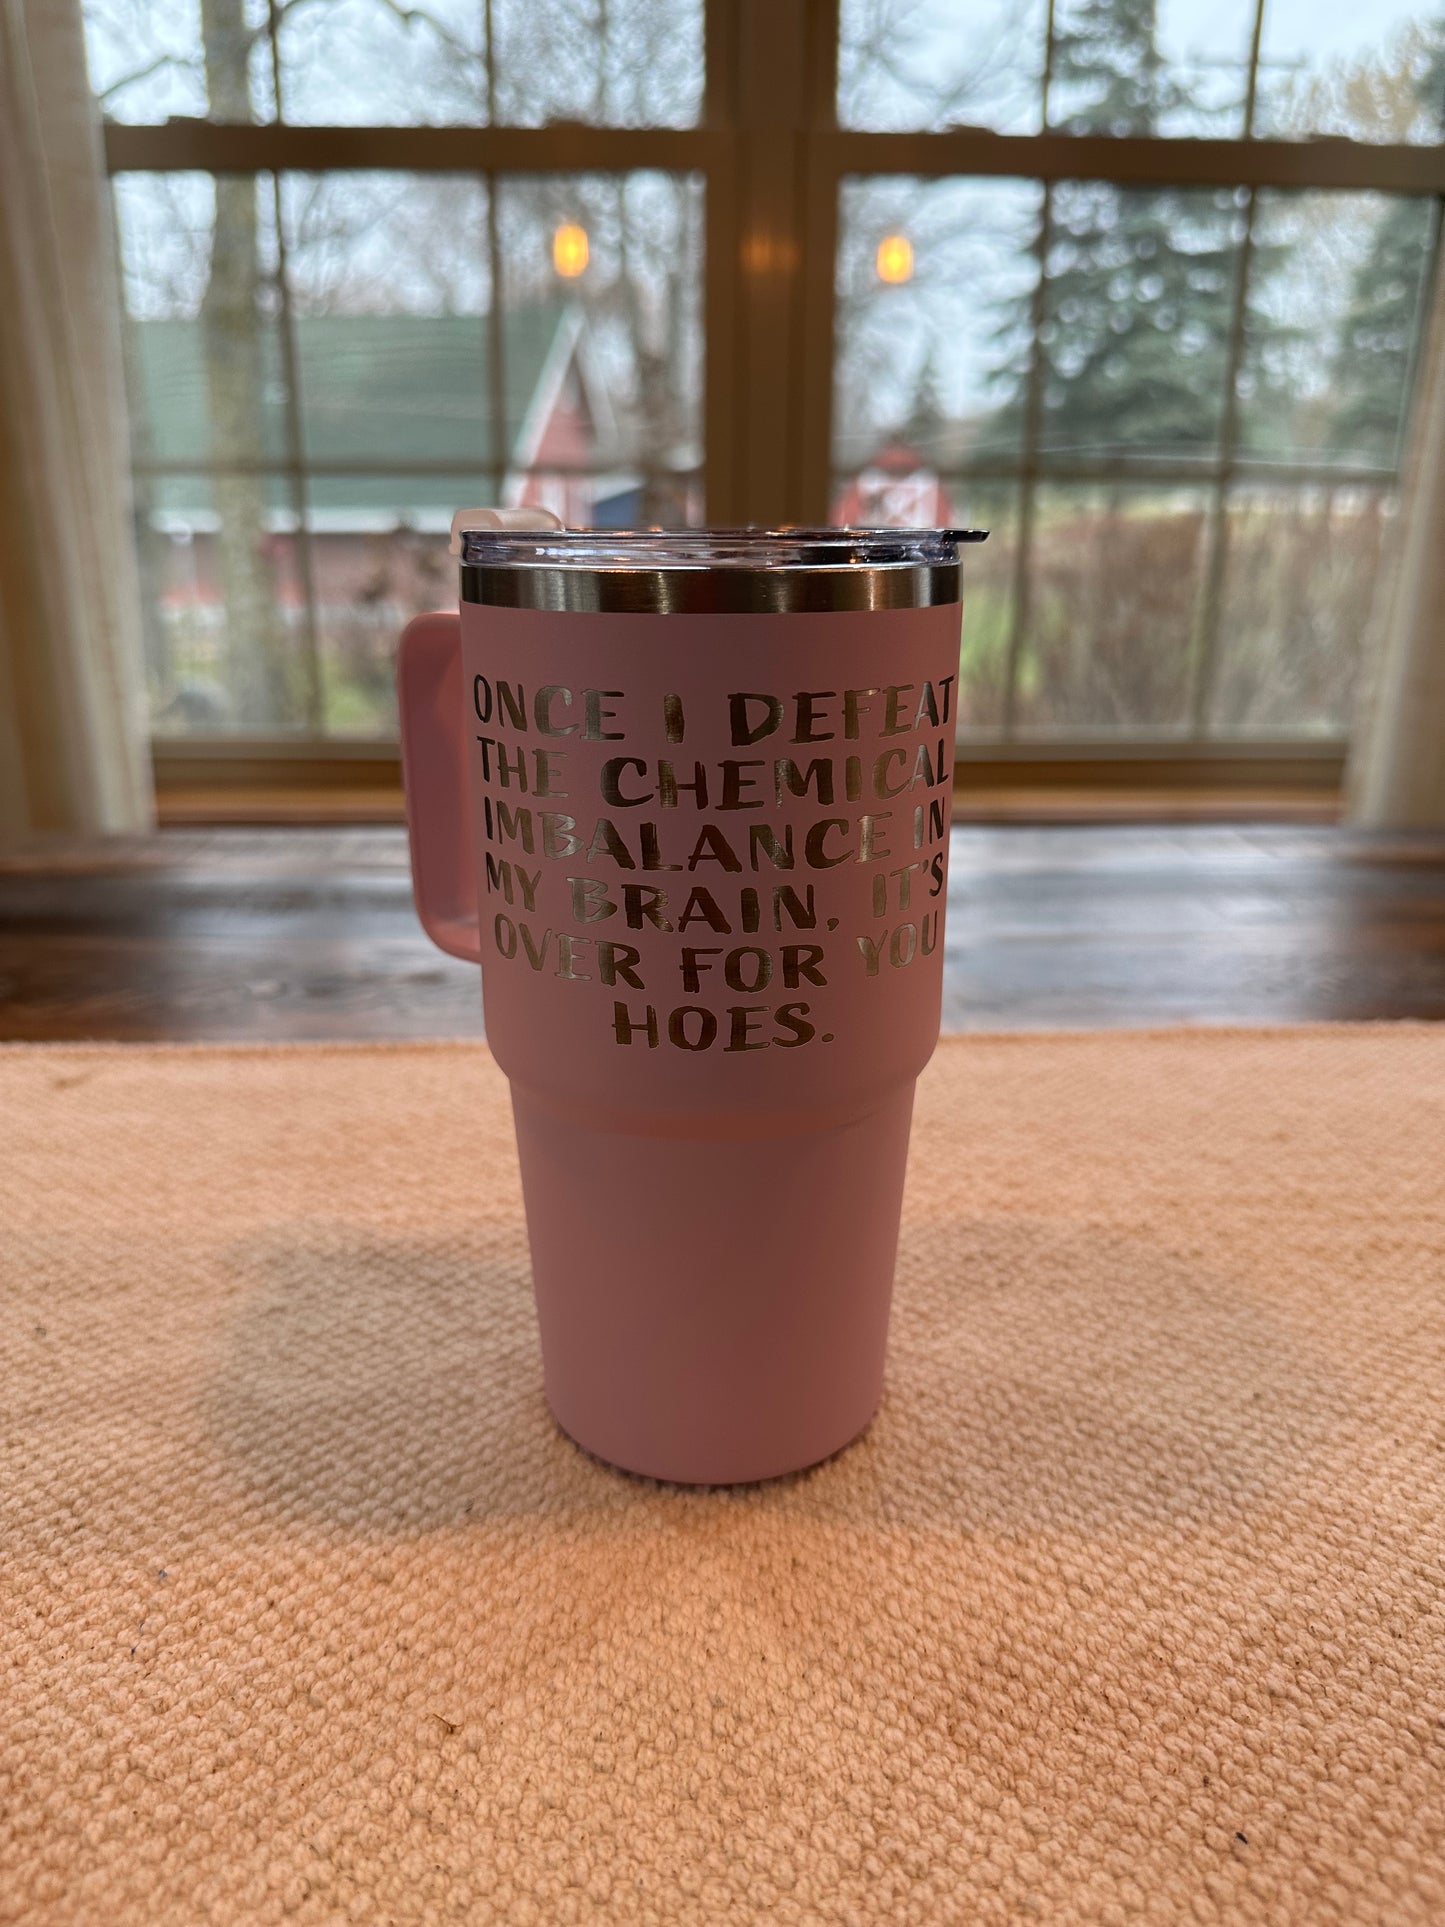 ONCE I DEFEAT
THE CHEMICAL
IMBALANCE IN
MY BRAIN, IT'S
OVER FOR YOU
HOES.